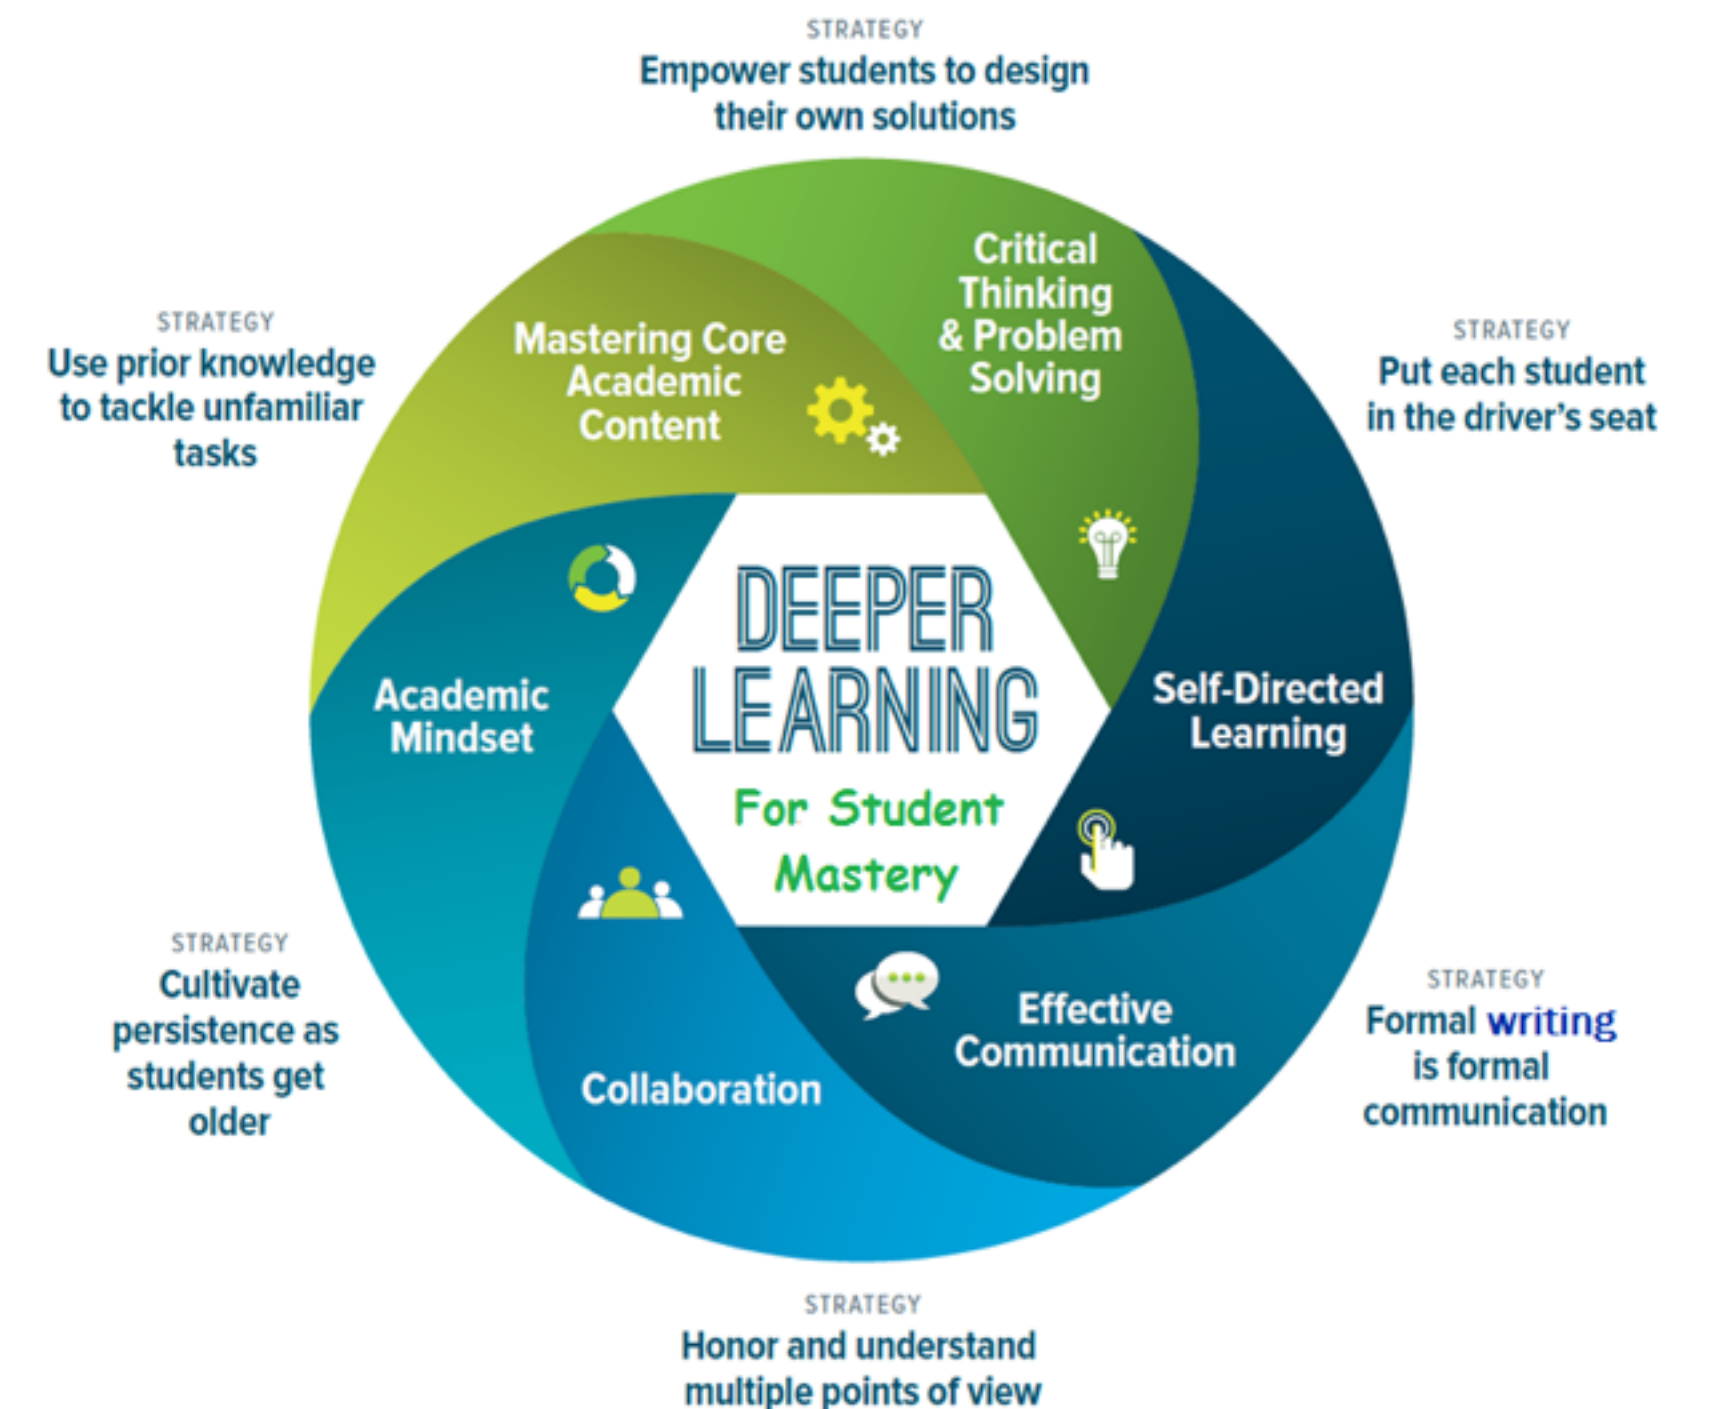 STRATEGY
Empower students to design
their own solutions
STRATEGY
Use prior knowledge
to tackle unfamiliar
tasks
STRATEGY
Put each student
in the driver's seat
Critical
Thinking
& Problem
Solving
Mastering Core
Academic
Content
DEEPER
LEARNING
For Student
Mastery
Academic
Mindset
Self-Directed
Learning
Effective
Communication
Collaboration
STRATEGY
Cultivate
persistence as
students get
older
STRATEGY
Formal writing
is formal
communication
STRATEGY
Honor and understand
multiple points of view